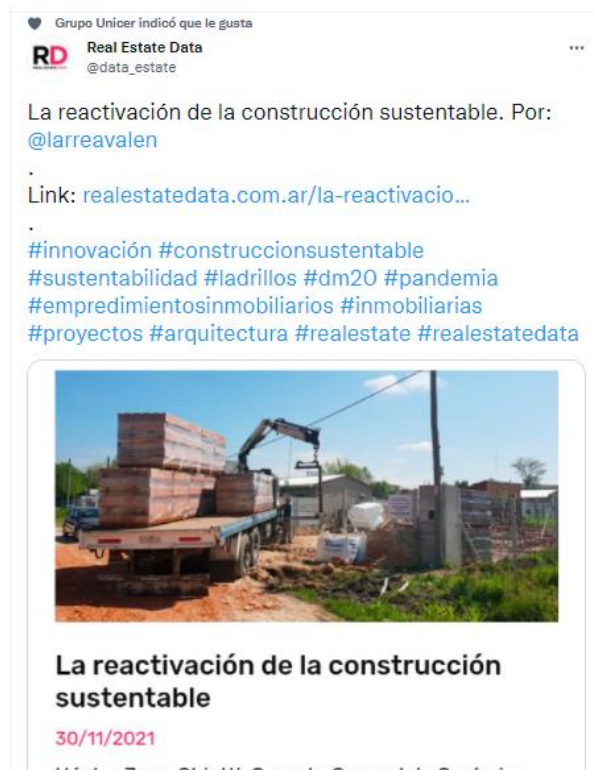 Grupo Unicer indicó que le gusta
RD
Real Estate Data
@data_estate
La reactivación de la construcción sustentable. Por:
@larreavalen
.
Link: realestatedata.com.ar/la-reactivacio...
.
#innovación #construccionsustentable
#sustentabilidad #ladrillos #dm20 #pandemia
#empredimientosinmobiliarios #inmobiliarias
#proyectos #arquitectura #realestate #realestatedata
La reactivación de la construcción
sustentable
30/11/2021